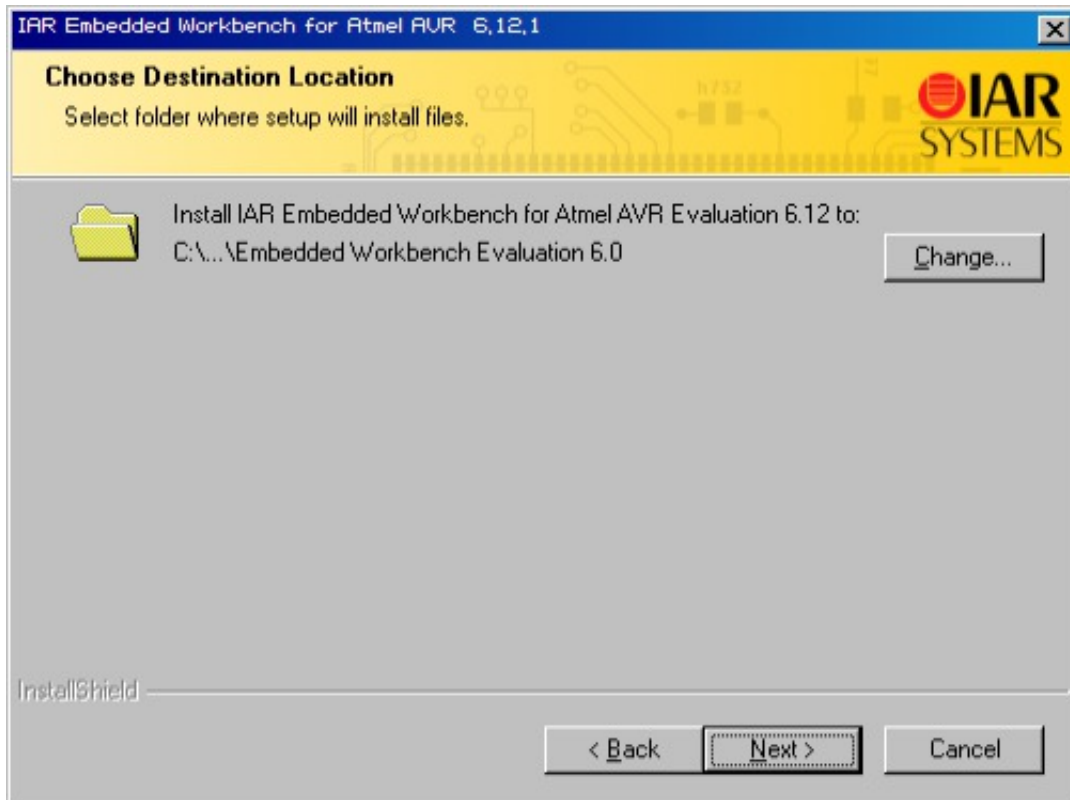 IAR Embedded Workbench for Atmel AVR 6,12,1
Choose Destination Location
Select folder where setup will install files.
h732
IAR
SYSTEMS
Install IAR Embedded Workbench for Atmel AVR Evaluation 6.12 to:
C:\...\Embedded Workbench Evaluation 6.0
Change...
InstallShield
< Back
Next >
Cancel